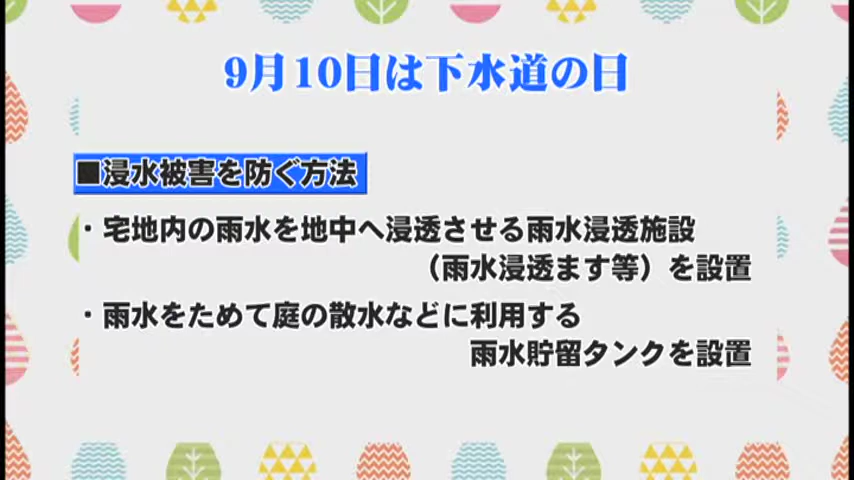 9月10日は下水道の日
■浸水被害を防ぐ方法
・宅地内の雨水を地中へ浸透させる雨水浸透施設
（雨水浸透ます等）を設置
・雨水をためて庭の散水などに利用する
雨水貯留タンクを設置